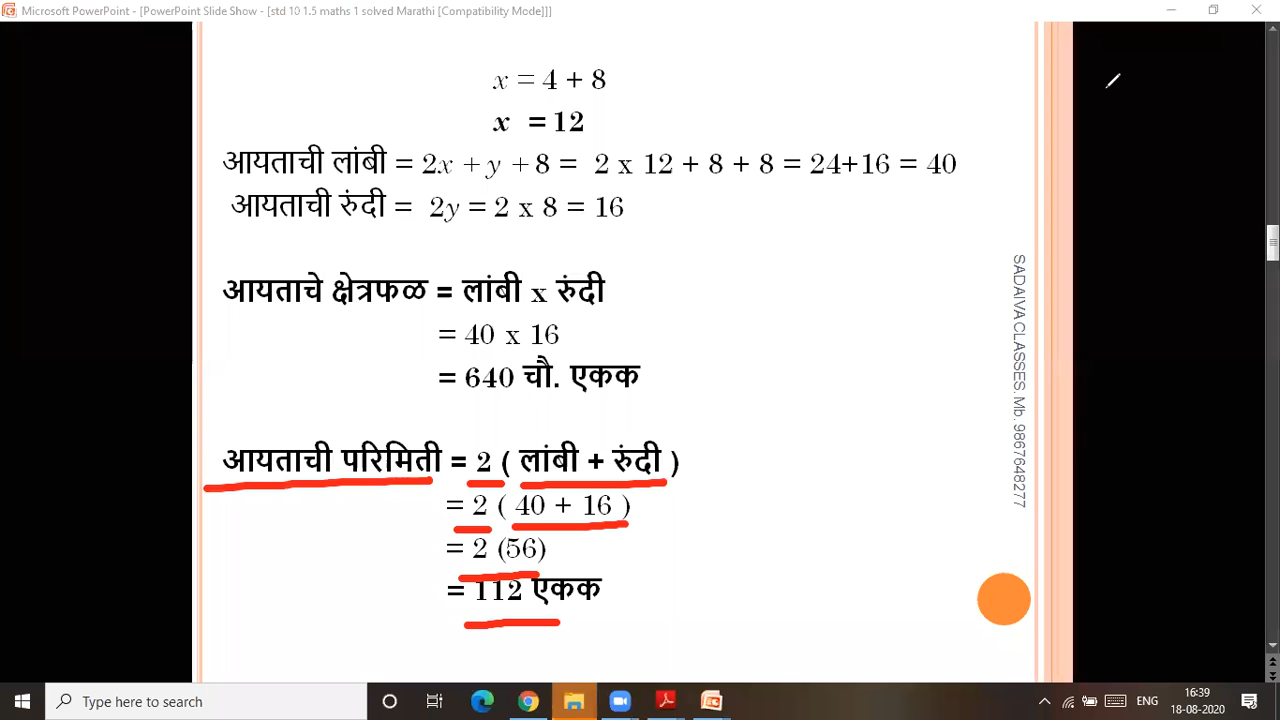 Microsoft PowerPoint - [PowerPoint Slide Show - [std 10 1.5 maths 1 solved Marathi [Compatibility Mode]]]
x = 4 + 8
x = 12
आयताची लांबी = 2x + y + 8 = 2 x 12 + 8 + 8 = 24+16 = 40
आयताची रुंदी = 2y = 2 x 8 = 16
आयताचे क्षेत्रफळ = लांबी x रुंदी
= 40 x 16
= 640 चौ. एकक
आयताची परिमिती = 2 ( लांबी + रुंदी )
= 2 ( 40 + 16 )
= 2 (56)
= 112 एकक
SADAIVA CLASSES. Mb. 9867648277
Type here to search
ENG
16:39
18-08-2020